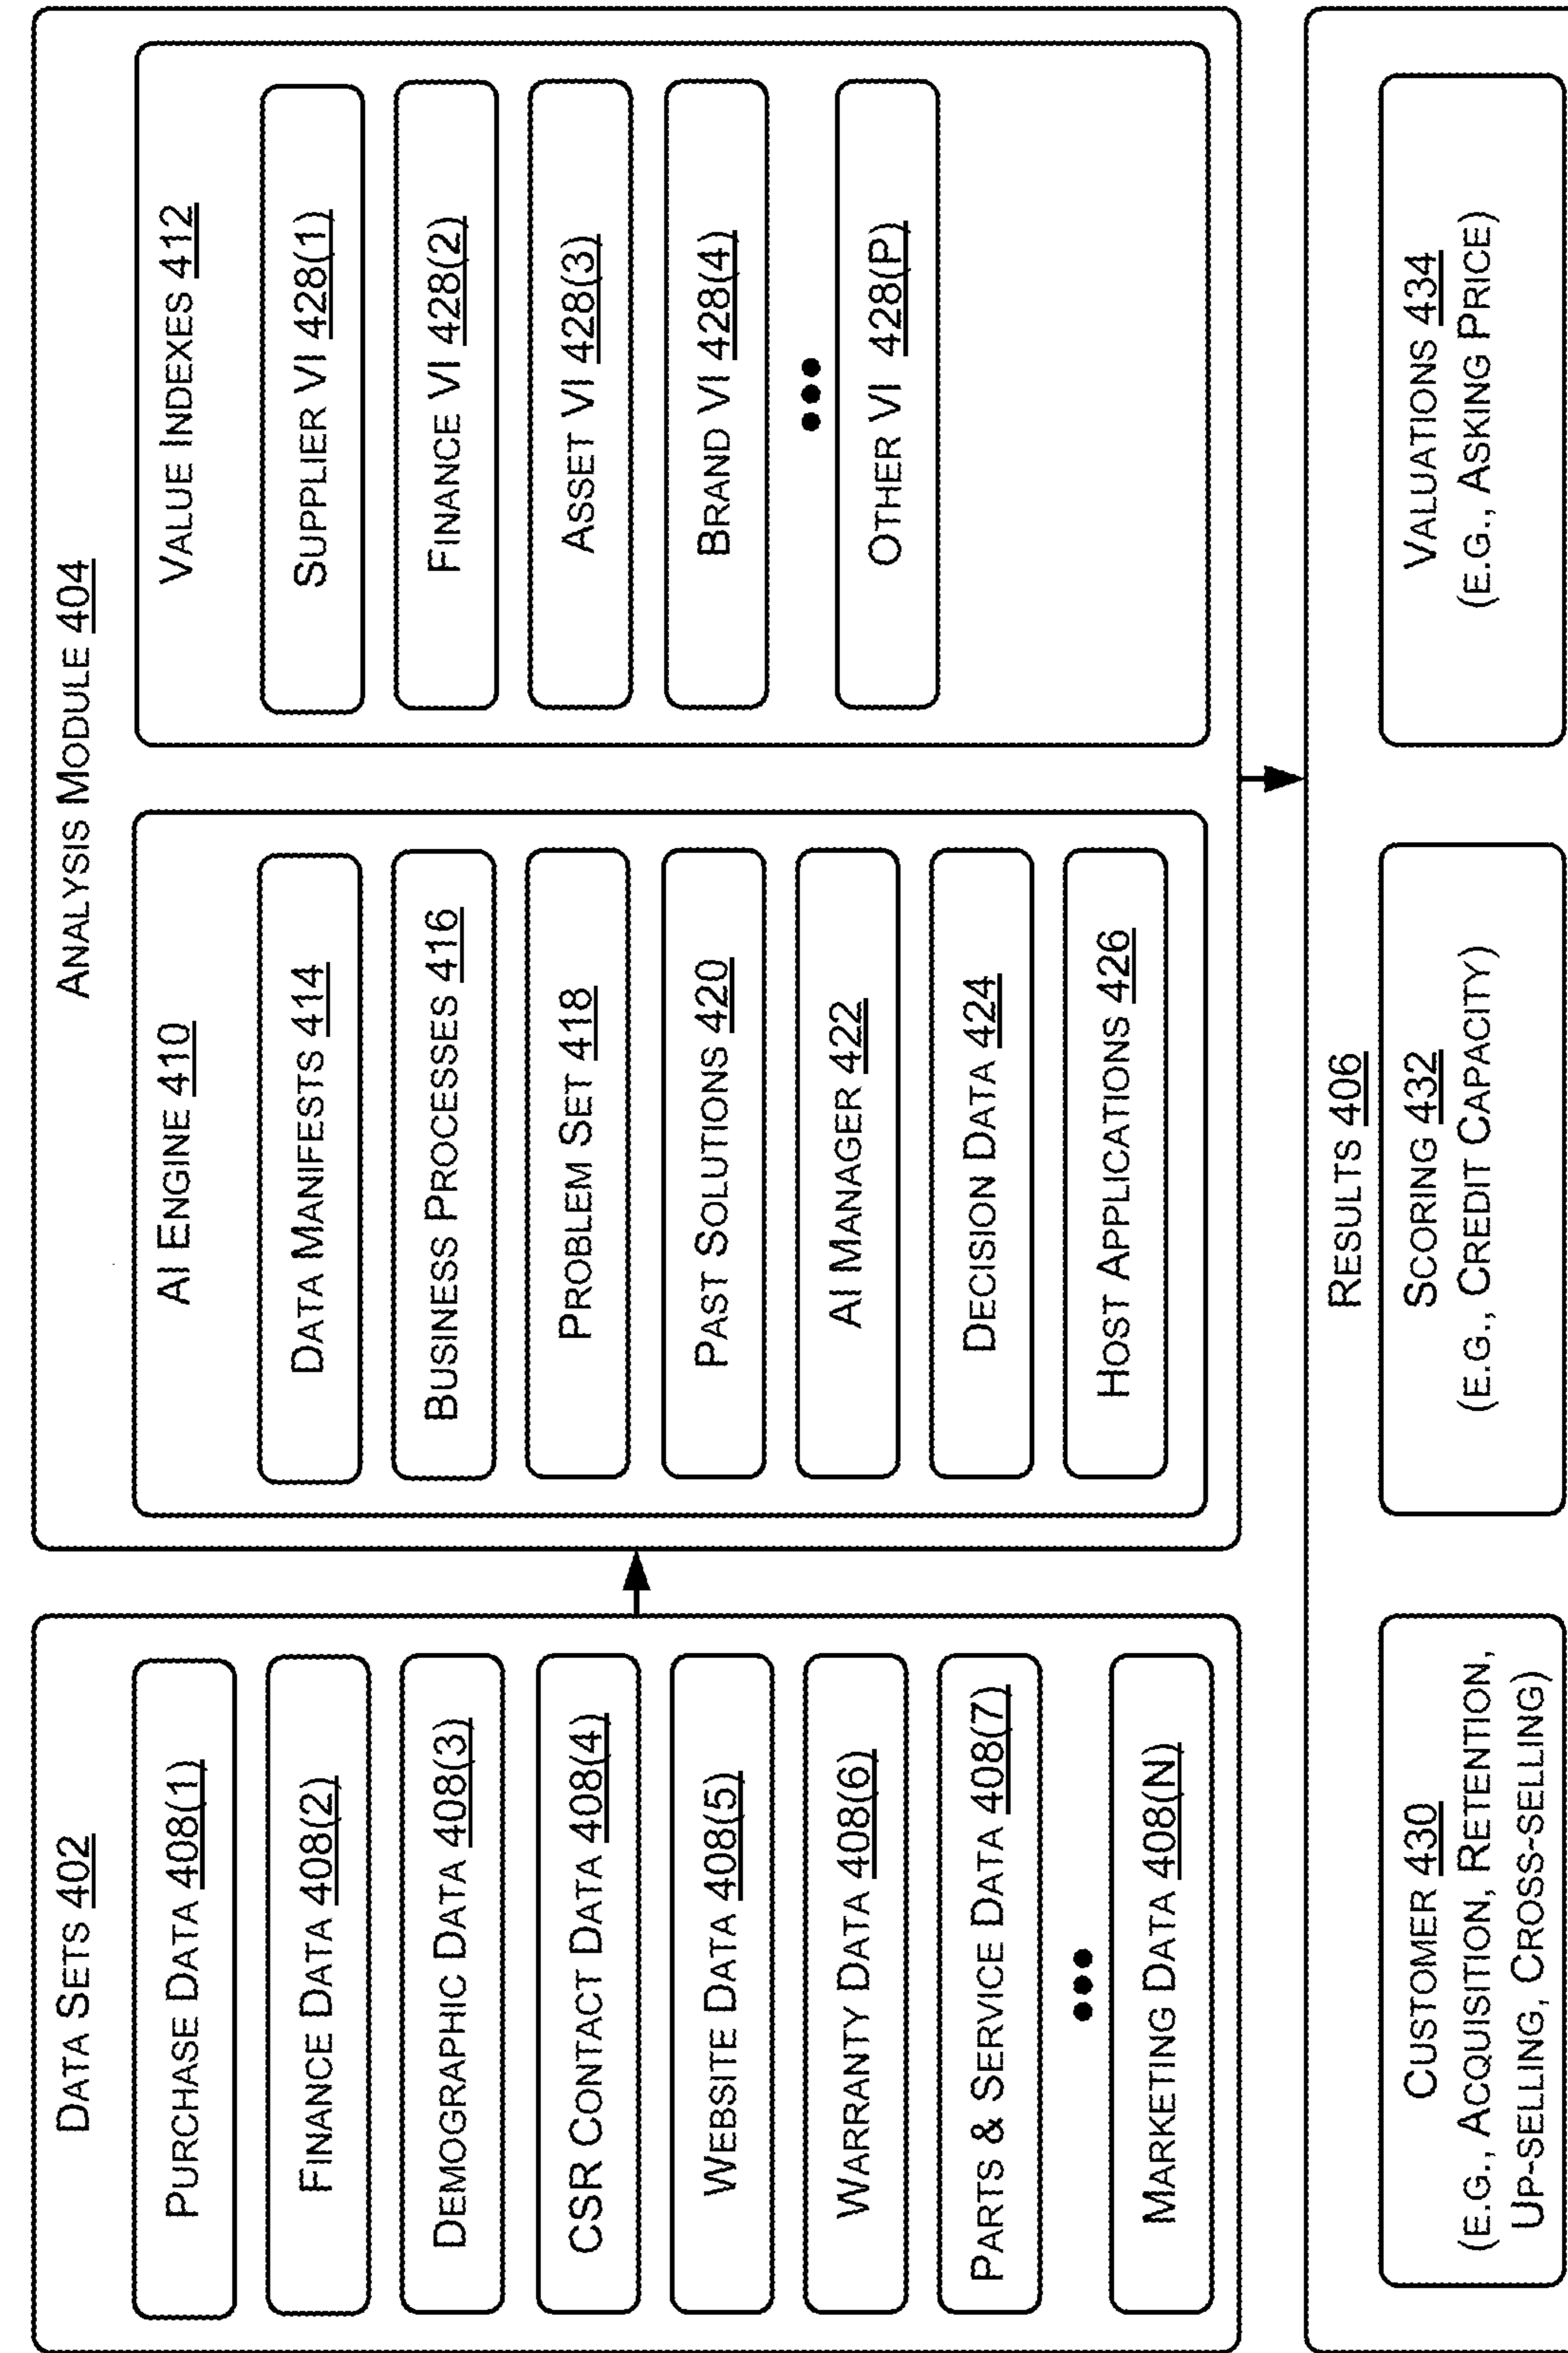 DATA SETS 402
PURCHASE DATA 408(1)
FINANCE DATA 408(2)
DEMOGRAPHIC DATA 408(3)
CSR CONTACT DATA 408(4)
WEBSITE DATA 408(5)
WARRANTY DATA 408(6)
PARTS & SERVICE DATA 408(7)
MARKETING DATA 408(N)
ANALYSIS MODULE 404
AI ENGINE 410
DATA MANIFESTS 414
BUSINESS PROCESSES 416
PROBLEM SET 418
PAST SOLUTIONS 420
AI MANAGER 422
DECISION DATA 424
HOST APPLICATIONS 426
VALUE INDEXES 412
SUPPLIER VI 428(1)
FINANCE VI 428(2)
ASSET VI 428(3)
BRAND VI 428(4)
OTHER VI 428(P)
RESULTS 406
CUSTOMER 430
(E.G., ACQUISITION, RETENTION,
UP-SELLING, CROSS-SELLING)
SCORING 432
(E.G., CREDIT CAPACITY)
VALUATIONS 434
(E.G., ASKING PRICE)